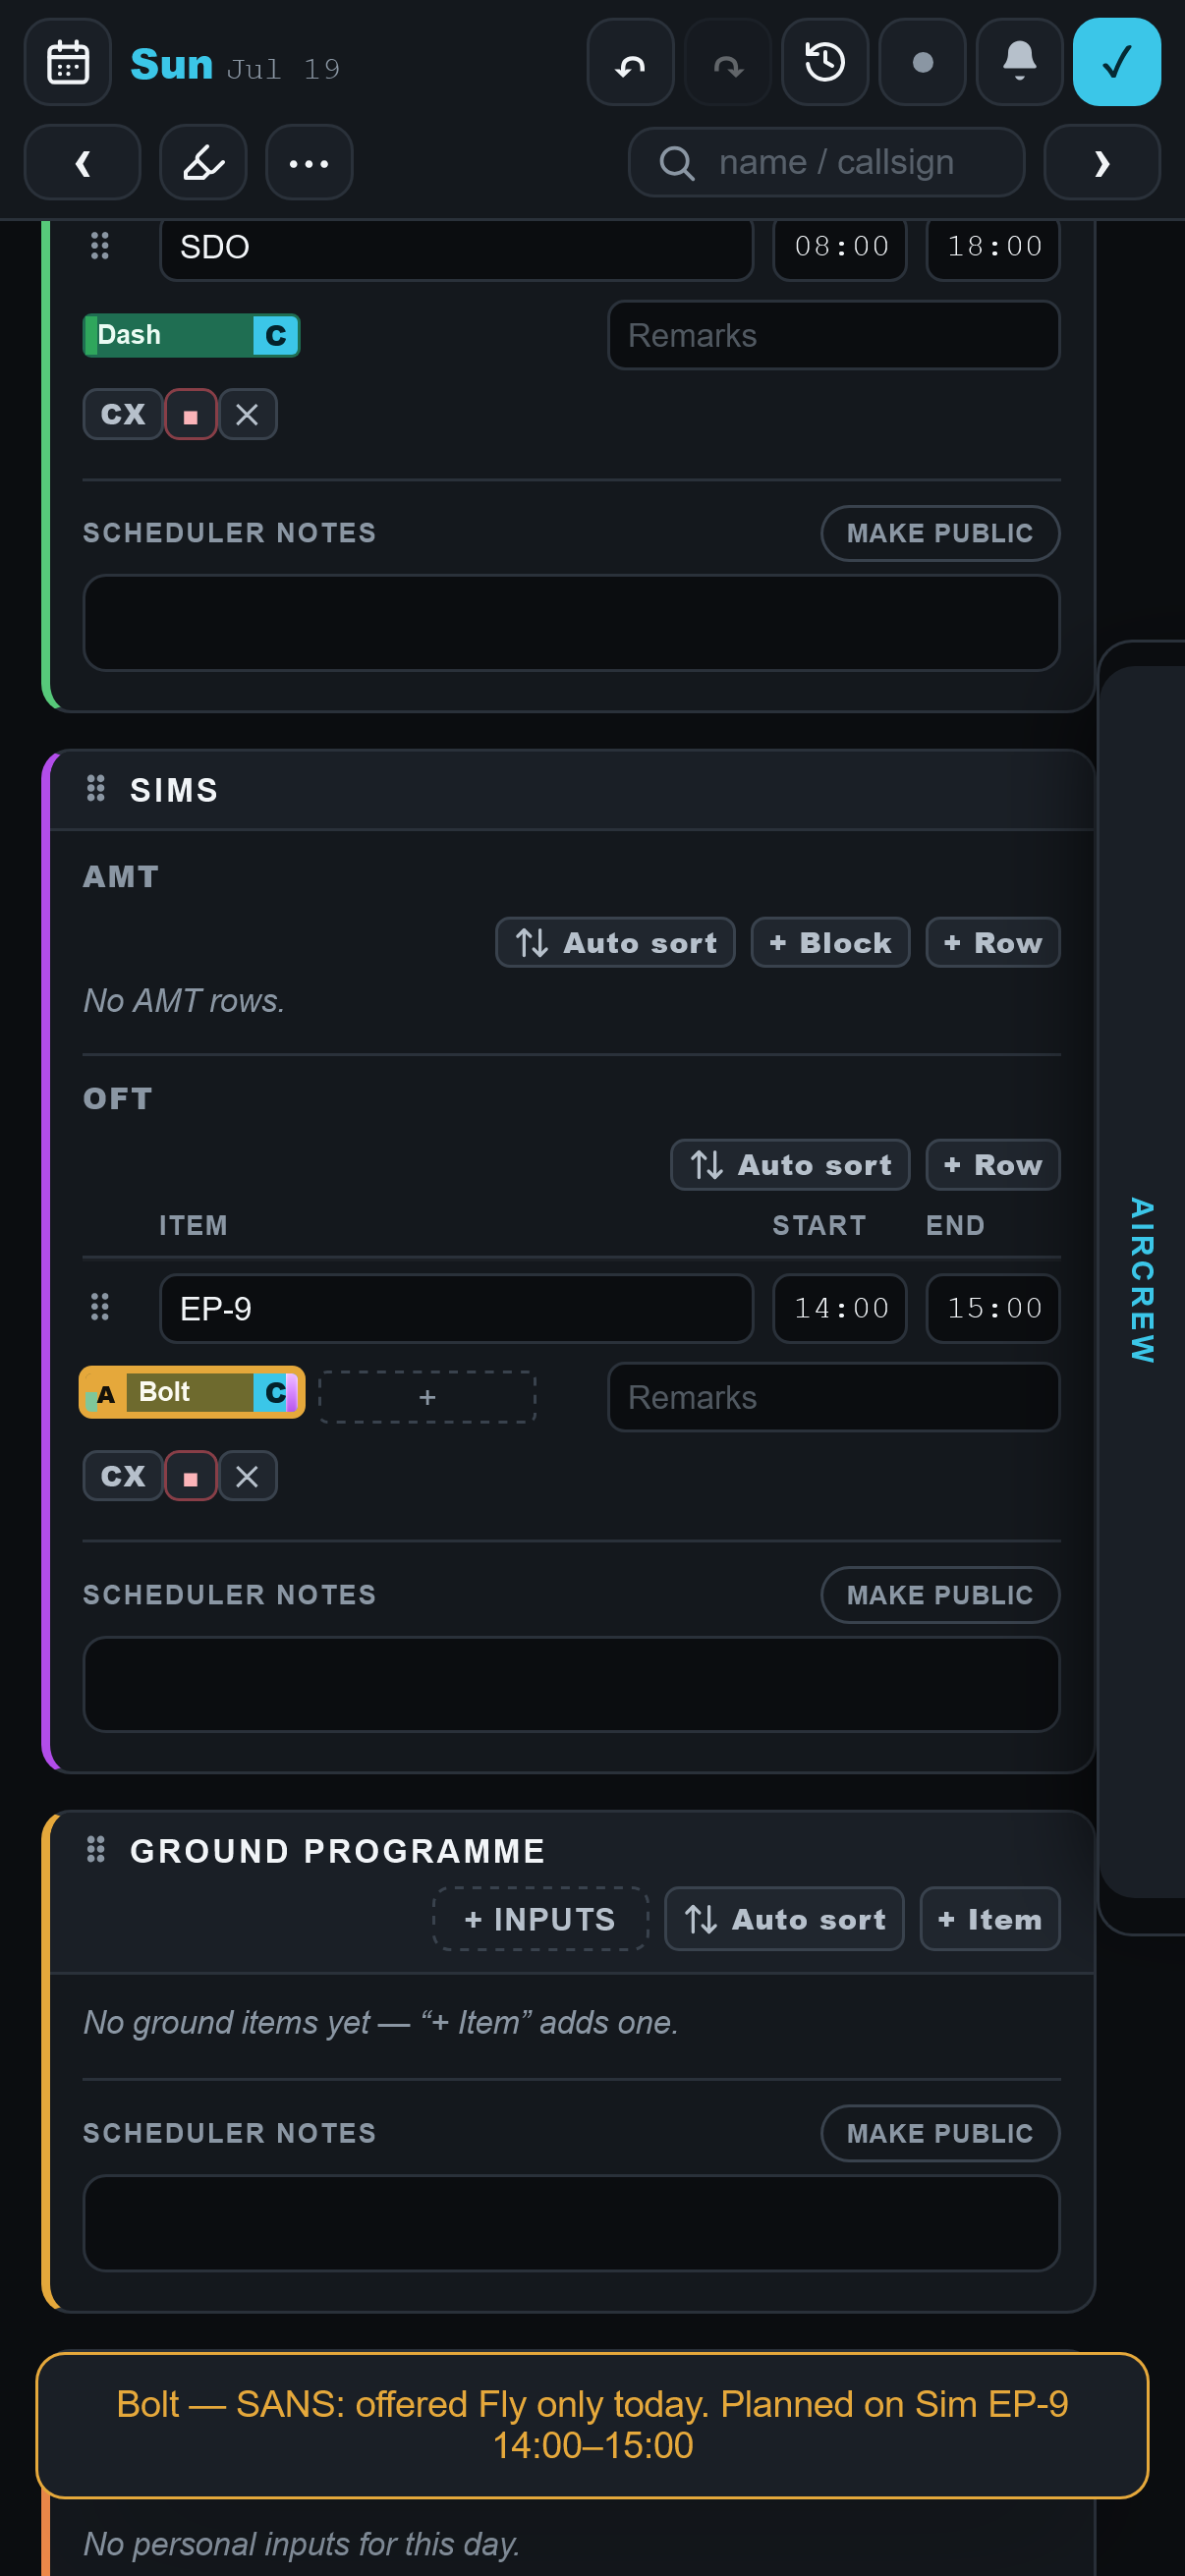 Sun Jul 19
name / callsign
SDO 08:00 18:00
Dash C Remarks
CX
SCHEDULER NOTES MAKE PUBLIC
SIMS
AMT
Auto sort + Block + Row
No AMT rows.
OFT
Auto sort + Row
ITEM START END
EP-9 14:00 15:00
A Bolt C + Remarks
CX
SCHEDULER NOTES MAKE PUBLIC
GROUND PROGRAMME
+ INPUTS Auto sort + Item
No ground items yet — “+ Item” adds one.
SCHEDULER NOTES MAKE PUBLIC
AIRCREW
Bolt — SANS: offered Fly only today. Planned on Sim EP-9
14:00–15:00
No personal inputs for this day.